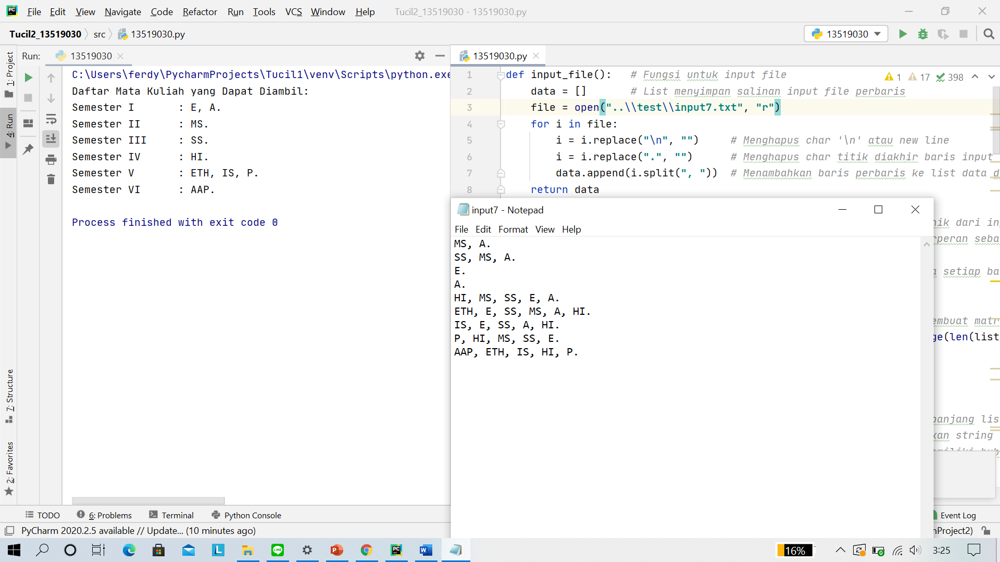 File Edit View Navigate Code Refactor Run Tools VCS Window Help Tucil2_13519030 - 13519030.py
Tucil2_13519030 src 13519030.py 13519030
1: Project
4: Run
7: Structure
2: Favorites
Run: 13519030
C:\Users\ferdy\PycharmProjects\Tucil1\venv\Scripts\python.exe
Daftar Mata Kuliah yang Dapat Diambil:
Semester I : E, A.
Semester II : MS.
Semester III : SS.
Semester IV : HI.
Semester V : ETH, IS, P.
Semester VI : AAP.
Process finished with exit code 0
13519030.py
1 17 398
1 def input_file(): # Fungsi untuk input file
2 data = [] # List menyimpan salinan input file perbaris
3 file = open("..\\test\\input7.txt", "r")
4 for i in file:
5 i = i.replace("\n", "") # Menghapus char '\n' atau new line
6 i = i.replace(".", "") # Menghapus char titik diakhir baris input
7 data.append(i.split(", ")) # Menambahkan baris perbaris ke list data d
8 return data
input7 - Notepad
File Edit Format View Help
MS, A.
SS, MS, A.
E.
A.
HI, MS, SS, E, A.
ETH, E, SS, MS, A, HI.
IS, E, SS, A, HI.
P, HI, MS, SS, E.
AAP, ETH, IS, HI, P.
nik dari in
rperan seba
setiap ba
embuat matr
ge(len(list
panjang lis
kan string
TODO 6: Problems Terminal Python Console Event Log
PyCharm 2020.2.5 available // Update... (10 minutes ago) nProject2)
16% 3:25